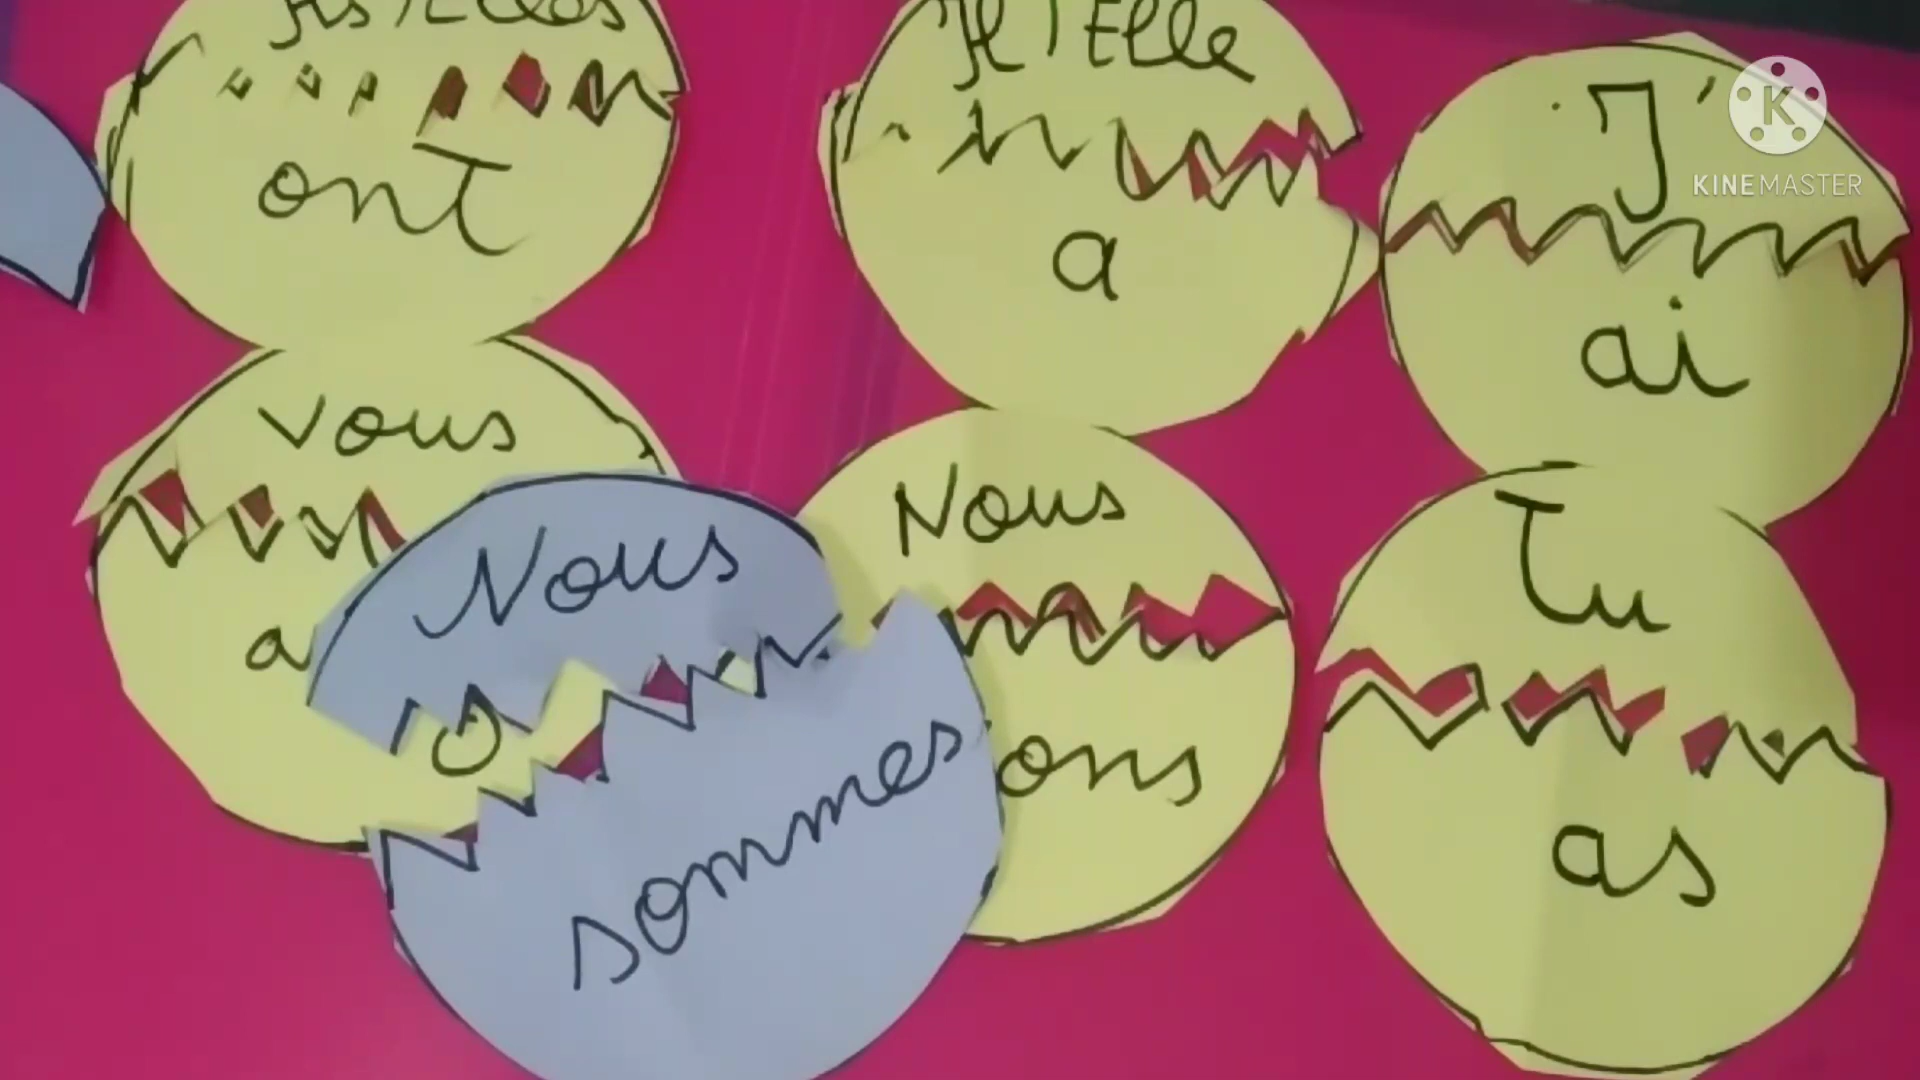 Ils/Elles
ont
Il/Elle
a
J'
ai
KINEMASTER
vous
a
Nous
ons
Tu
as
Nous
sommes